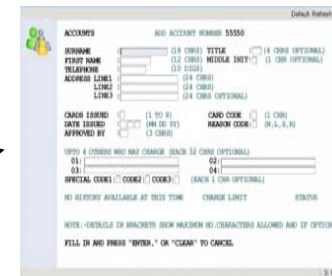 Default Refresh
ACCOUNTS ADD ACCOUNT NUMBER 55550
SURNAME : (18 CHRS) TITLE : (4 CHRS OPTIONAL)
FIRST NAME : (12 CHRS) MIDDLE INIT: (1 CHR OPTIONAL)
TELEPHONE : (10 DIGS)
ADDRESS LINE1 : (24 CHRS)
LINE2 : (24 CHRS)
LINE3 : (24 CHRS OPTIONAL)
CARDS ISSUED : (1 TO 9) CARD CODE : (1 CHR)
DATE ISSUED : (MM DD YY) REASON CODE: (N,L,S,R)
APPROVED BY : (3 CHRS)
UPTO 4 OTHERS WHO MAY CHARGE (EACH 32 CHRS OPTIONAL)
01: 02:
03: 04:
SPECIAL CODE1: CODE2: CODE3: (EACH 1 CHR OPTIONAL)
NO HISTORY AVAILABLE AT THIS TIME CHARGE LIMIT STATUS
NOTE:-DETAILS IN BRACKETS SHOW MAXIMUM NO.CHARACTERS ALLOWED AND IF OPTION
FILL IN AND PRESS "ENTER," OR "CLEAR" TO CANCEL